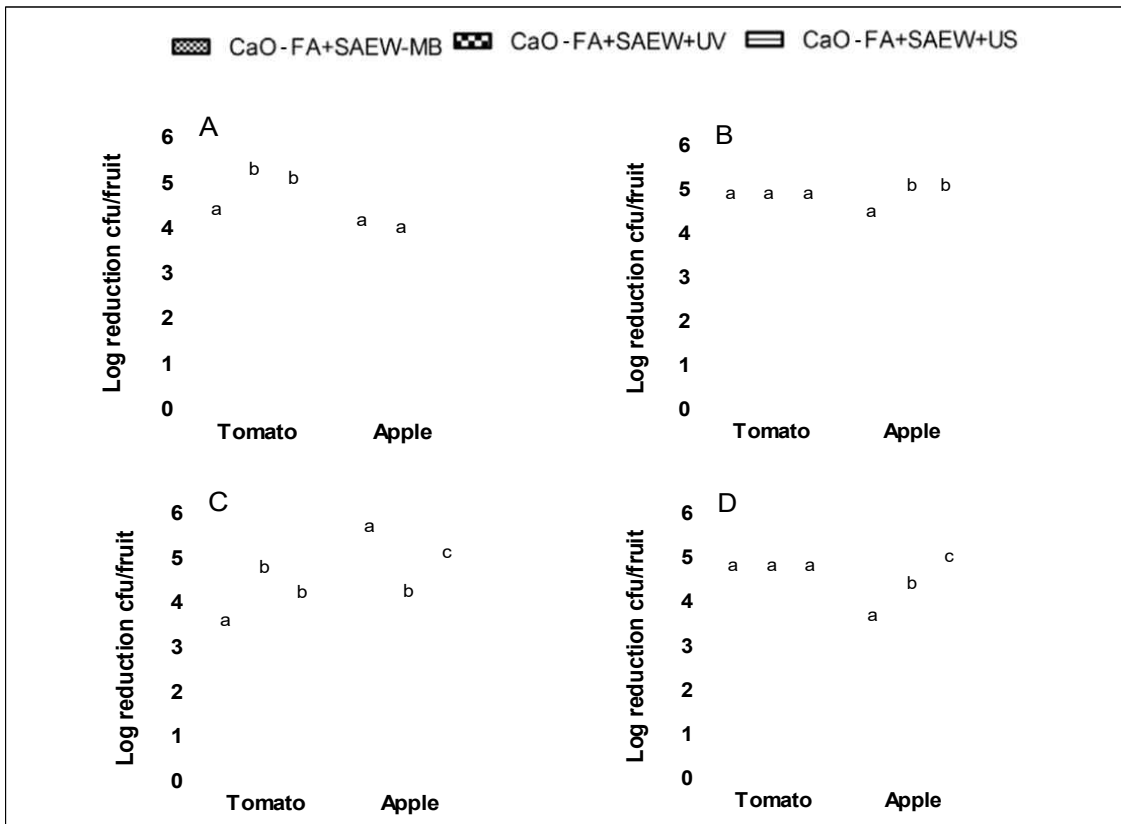 CaO-FA+SAEW-MB CaO-FA+SAEW+UV CaO-FA+SAEW+US
A
Log reduction cfu/fruit
6
5
4
3
2
1
0
a b b a a
Tomato Apple
B
Log reduction cfu/fruit
6
5
4
3
2
1
0
a a a a b b
Tomato Apple
C
Log reduction cfu/fruit
6
5
4
3
2
1
0
a b b a b c
Tomato Apple
D
Log reduction cfu/fruit
6
5
4
3
2
1
0
a a a a b c
Tomato Apple